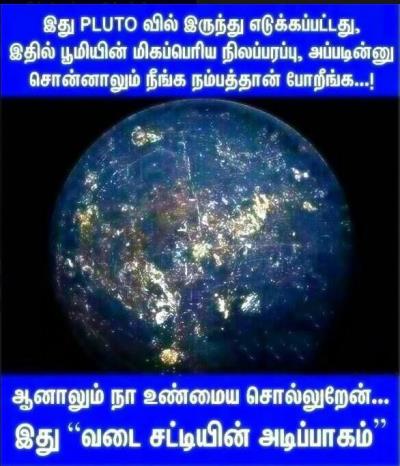 இது PLUTO வில் இருந்து எடுக்கப்பட்டது,
இதில் பூமியின் மிகப்பெரிய நிலப்பரப்பு, அப்படின்னு
சொன்னாலும் நீங்க நம்பத்தான் போறீங்க...!
ஆனாலும் நா உண்மைய சொல்லுறேன்...
இது “வடை சட்டியின் அடிப்பாகம்”